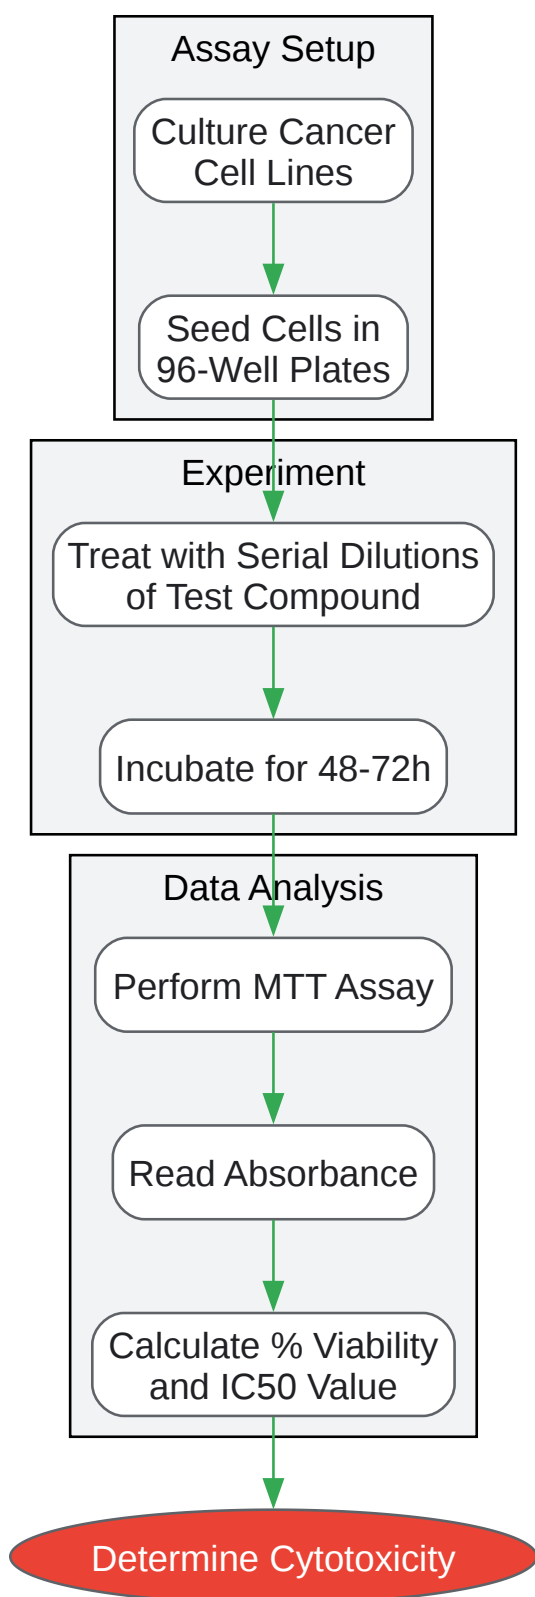 Assay Setup
Culture Cancer
Cell Lines
Seed Cells in
96-Well Plates
Experiment
Treat with Serial Dilutions
of Test Compound
Incubate for 48-72h
Data Analysis
Perform MTT Assay
Read Absorbance
Calculate % Viability
and IC50 Value
Determine Cytotoxicity